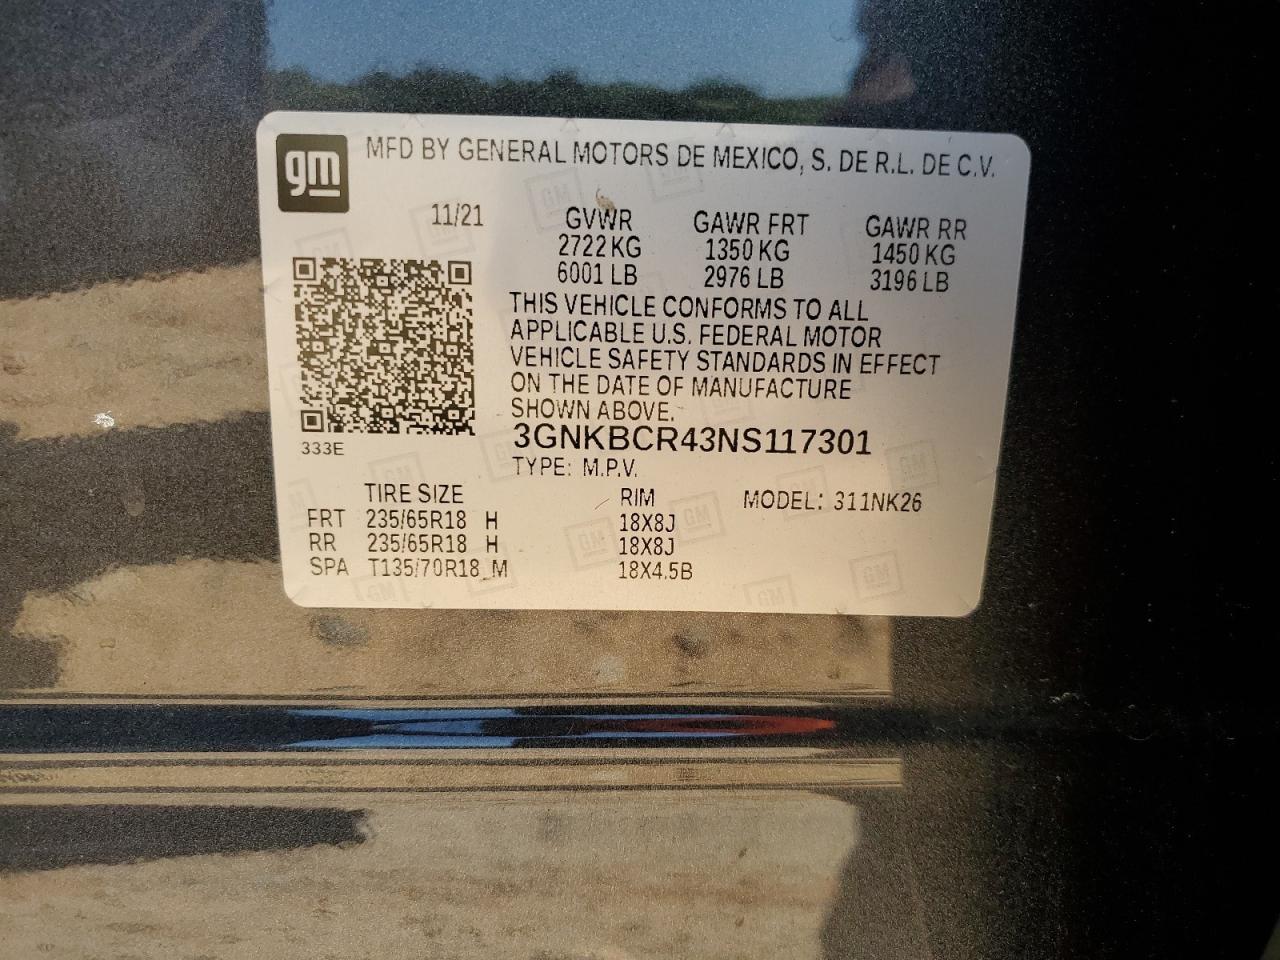 gm
MFD BY GENERAL MOTORS DE MEXICO, S. DE R.L. DE C.V.
11/21
GVWR GAWR FRT GAWR RR
2722 KG 1350 KG 1450 KG
6001 LB 2976 LB 3196 LB
THIS VEHICLE CONFORMS TO ALL
APPLICABLE U.S. FEDERAL MOTOR
VEHICLE SAFETY STANDARDS IN EFFECT
ON THE DATE OF MANUFACTURE
SHOWN ABOVE.
3GNKBCR43NS117301
333E
TYPE: M.P.V.
TIRE SIZE RIM MODEL: 311NK26
FRT 235/65R18 H 18X8J
RR 235/65R18 H 18X8J
SPA T135/70R18 M 18X4.5B